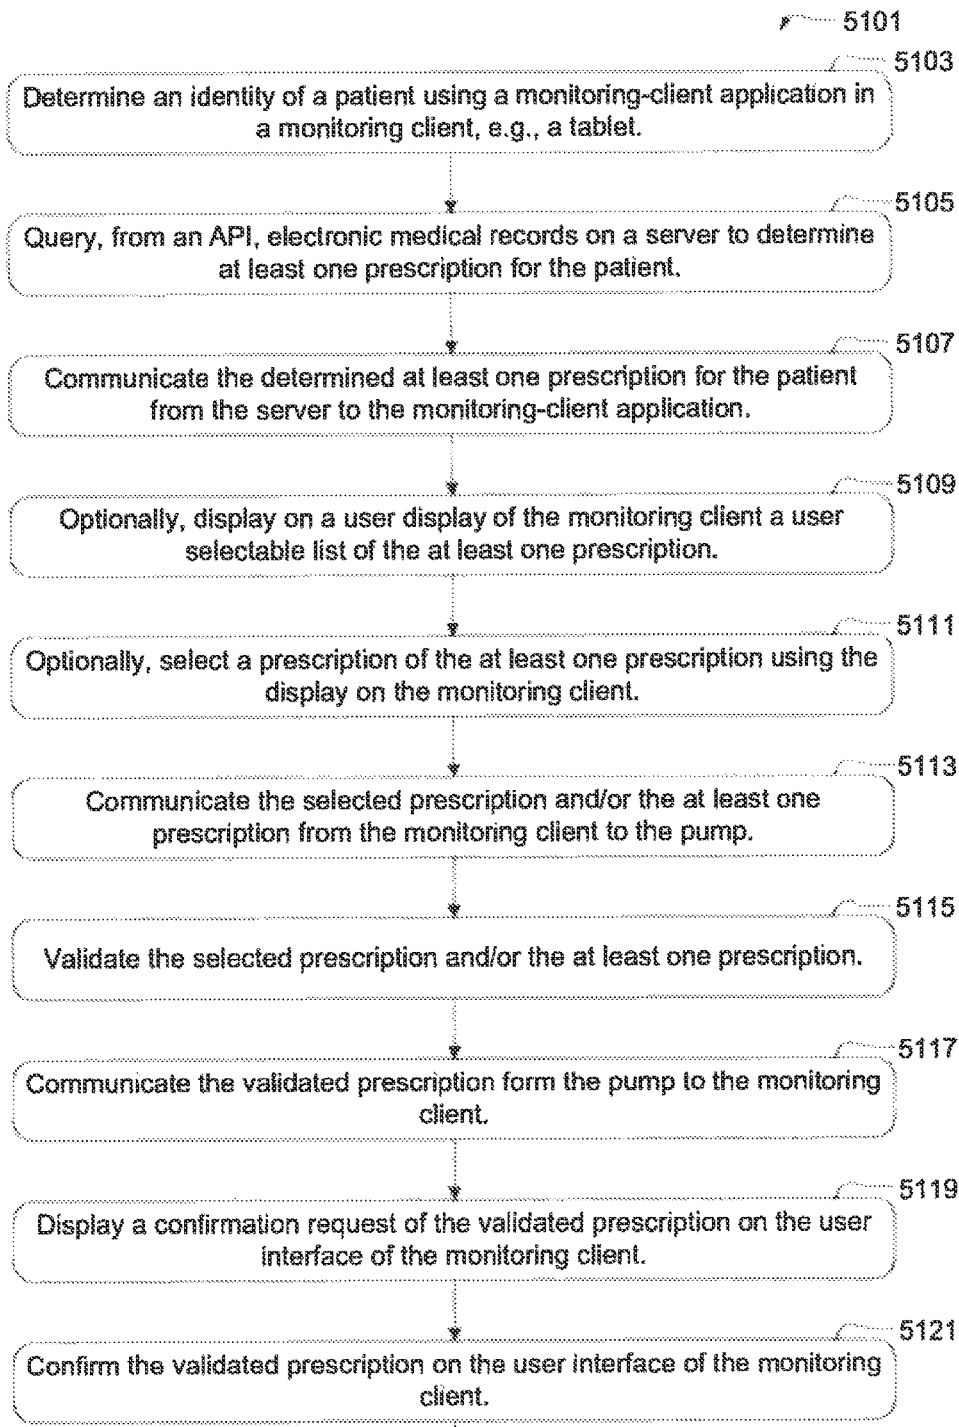 5101
5103
Determine an identity of a patient using a monitoring-client application in
a monitoring client, e.g., a tablet.
5105
Query, from an API, electronic medical records on a server to determine
at least one prescription for the patient.
5107
Communicate the determined at least one prescription for the patient
from the server to the monitoring-client application.
5109
Optionally, display on a user display of the monitoring client a user
selectable list of the at least one prescription.
5111
Optionally, select a prescription of the at least one prescription using the
display on the monitoring client.
5113
Communicate the selected prescription and/or the at least one
prescription from the monitoring client to the pump.
5115
Validate the selected prescription and/or the at least one prescription.
5117
Communicate the validated prescription form the pump to the monitoring
client.
5119
Display a confirmation request of the validated prescription on the user
interface of the monitoring client.
5121
Confirm the validated prescription on the user interface of the monitoring
client.